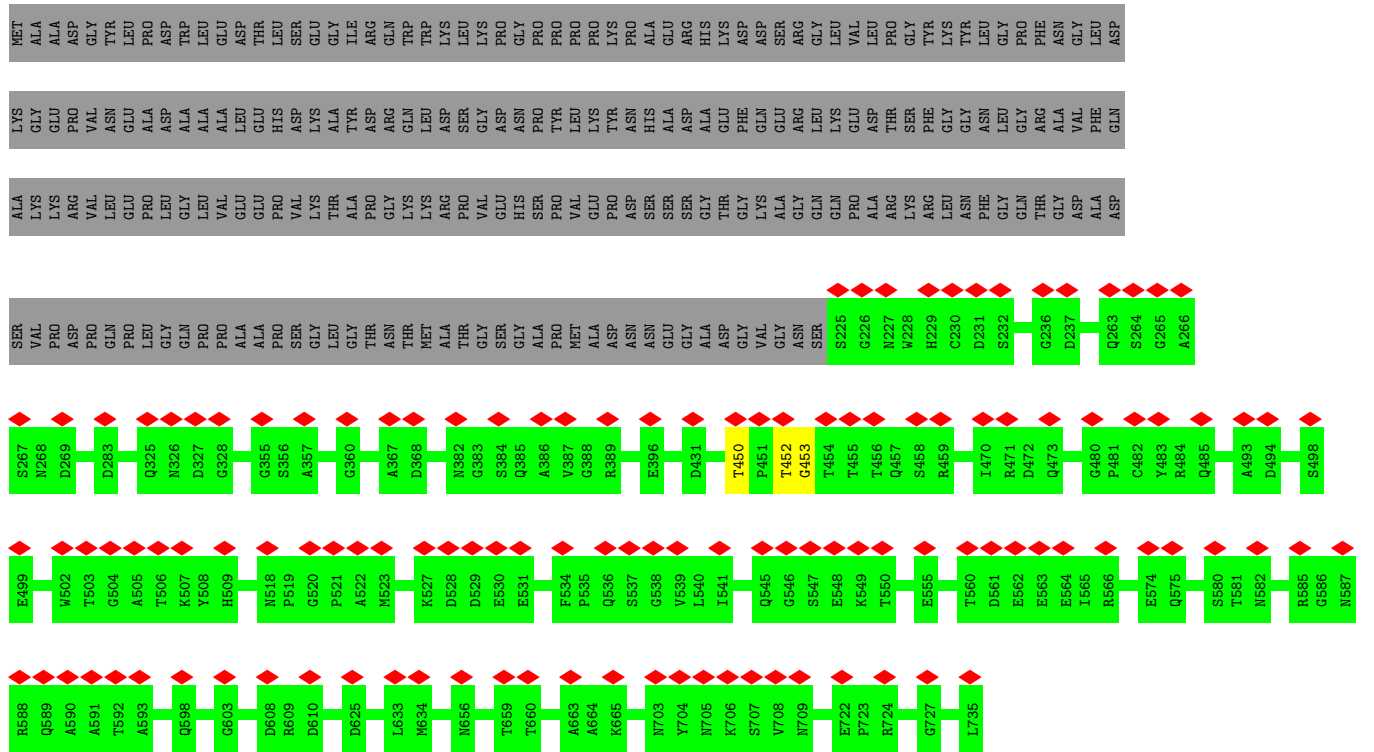 MET ALA ALA ASP GLY TYR LEU PRO ASP TRP LEU GLU ASP THR LEU SER GLU GLY ILE ARG GLN TRP TRP LYS LEU LYS PRO GLY PRO PRO PRO PRO LYS PRO ALA GLU ARG HIS LYS ASP ASP SER ARG GLY LEU VAL LEU PRO GLY TYR LYS TYR LEU GLY PRO PHE ASN GLY LEU ASP
LYS GLY GLU PRO VAL ASN GLU ALA ASP ALA ALA ALA LEU GLU HIS ASP LYS ALA TYR ASP ARG GLN LEU ASP SER GLY ASP ASN PRO TYR LEU LYS TYR ASN HIS ALA ASP ALA GLU PHE GLN GLU ARG LEU LYS GLU ASP THR SER PHE GLY GLY ASN LEU GLY ARG ALA VAL PHE GLN
ALA LYS LYS ARG VAL LEU GLU PRO LEU GLY LEU VAL GLU GLU PRO VAL LYS THR ALA PRO GLY LYS LYS ARG PRO VAL GLU HIS SER PRO VAL GLU PRO ASP SER SER SER GLY THR GLY LYS ALA GLY GLN GLN PRO ALA ARG LYS ARG LEU ASN PHE GLY GLN THR GLY ASP ALA ASP
SER VAL PRO ASP PRO GLN PRO LEU GLY GLN PRO PRO ALA ALA PRO SER GLY LEU GLY THR ASN THR MET ALA THR GLY SER GLY ALA PRO MET ALA ASP ASN ASN GLU GLY ALA ASP GLY VAL GLY ASN SER S225 G226 N227 W228 H229 C230 D231 S232 G236 D237 Q263 S264 G265 A266
S267 N268 D269 D283 Q325 N326 D327 G328 G355 S356 A357 G360 A367 D368 N382 G383 S384 Q385 A386 V387 G388 R389 E396 D431 T450 P451 T452 G453 T454 T455 T456 Q457 S458 R459 I470 R471 D472 Q473 G480 P481 C482 Y483 R484 Q485 A493 D494 S498
E499 W502 T503 G504 A505 T506 K507 Y508 H509 N518 P519 G520 P521 A522 M523 K527 D528 D529 E530 E531 F534 P535 Q536 S537 G538 V539 L540 I541 Q545 G546 S547 E548 K549 T550 E555 T560 D561 E562 E563 E564 I565 R566 E574 Q575 S580 T581 N582 R585 G586 N587
R588 Q589 A590 A591 T592 A593 Q598 G603 D608 R609 D610 D625 L633 M634 N656 T659 T660 A663 A664 K665 N703 Y704 N705 K706 S707 V708 N709 E722 P723 R724 G727 L735